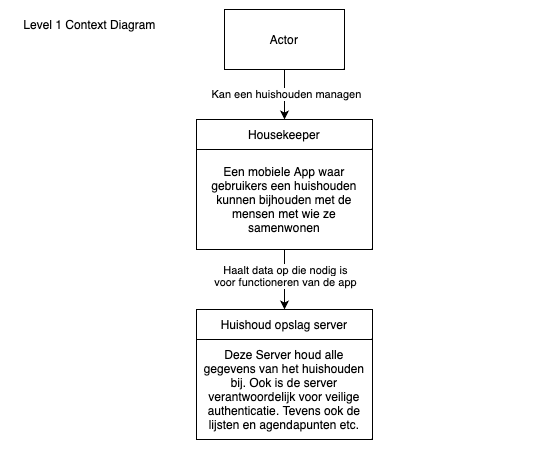 Level 1 Context Diagram
Actor
Kan een huishouden managen
Housekeeper
Een mobiele App waar
gebruikers een huishouden
kunnen bijhouden met de
mensen met wie ze
samenwonen
Haalt data op die nodig is
voor functioneren van de app
Huishoud opslag server
Deze Server houd alle
gegevens van het huishouden
bij. Ook is de server
verantwoordelijk voor veilige
authenticatie. Tevens ook de
lijsten en agendapunten etc.